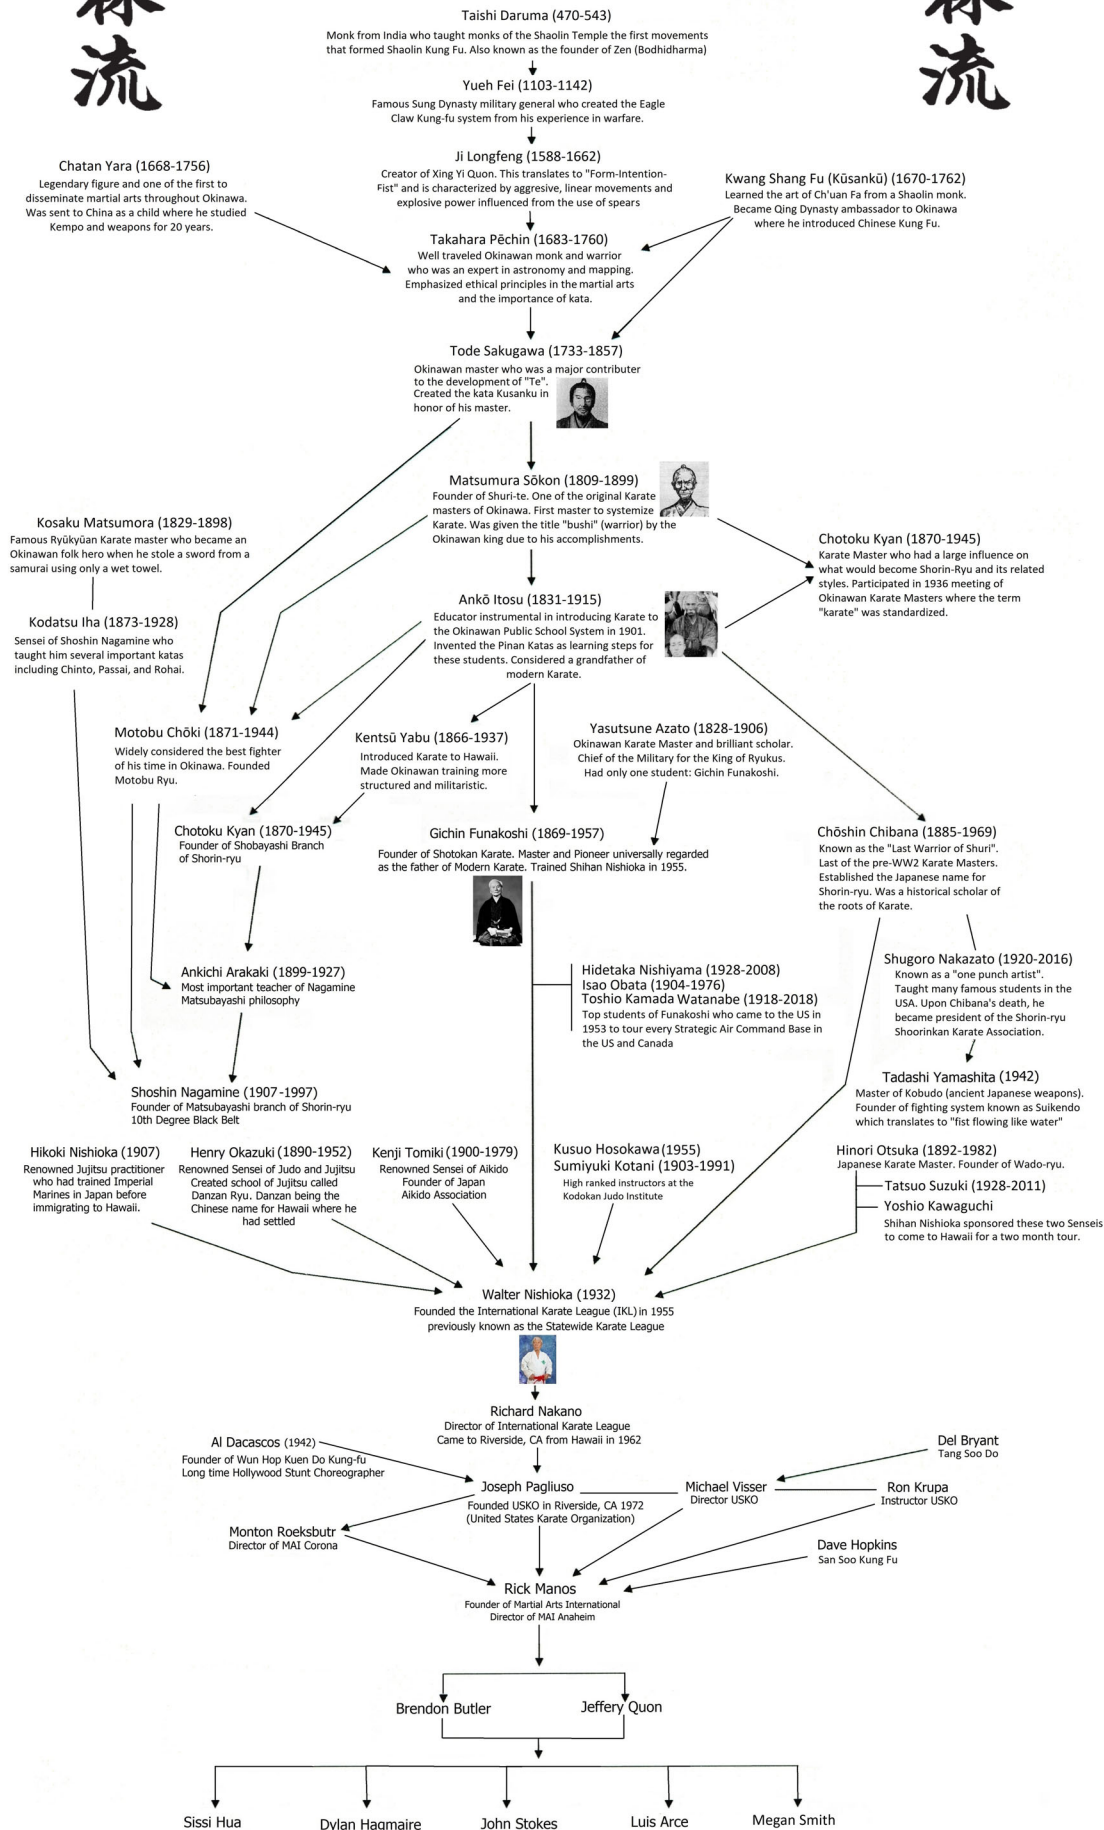 林
流
林
流
Taishi Daruma (470-543)
Monk from India who taught monks of the Shaolin Temple the first movements
that formed Shaolin Kung Fu. Also known as the founder of Zen (Bodhidharma)
Yueh Fei (1103-1142)
Famous Sung Dynasty military general who created the Eagle
Claw Kung-fu system from his experience in warfare.
Ji Longfeng (1588-1662)
Creator of Xing Yi Quon. This translates to "Form-Intention-
Fist" and is characterized by aggresive, linear movements and
explosive power influenced from the use of spears
Chatan Yara (1668-1756)
Legendary figure and one of the first to
disseminate martial arts throughout Okinawa.
Was sent to China as a child where he studied
Kempo and weapons for 20 years.
Kwang Shang Fu (Kūsankū) (1670-1762)
Learned the art of Ch'uan Fa from a Shaolin monk.
Became Qing Dynasty ambassador to Okinawa
where he introduced Chinese Kung Fu.
Takahara Pēchin (1683-1760)
Well traveled Okinawan monk and warrior
who was an expert in astronomy and mapping.
Emphasized ethical principles in the martial arts
and the importance of kata.
Tode Sakugawa (1733-1857)
Okinawan master who was a major contributer
to the development of "Te".
Created the kata Kusanku in
honor of his master.
Matsumura Sōkon (1809-1899)
Founder of Shuri-te. One of the original Karate
masters of Okinawa. First master to systemize
Karate. Was given the title "bushi" (warrior) by the
Okinawan king due to his accomplishments.
Kosaku Matsumora (1829-1898)
Famous Ryūkyūan Karate master who became an
Okinawan folk hero when he stole a sword from a
samurai using only a wet towel.
Chotoku Kyan (1870-1945)
Karate Master who had a large influence on
what would become Shorin-Ryu and its related
styles. Participated in 1936 meeting of
Okinawan Karate Masters where the term
"karate" was standardized.
Ankō Itosu (1831-1915)
Educator instrumental in introducing Karate to
the Okinawan Public School System in 1901.
Invented the Pinan Katas as learning steps for
these students. Considered a grandfather of
modern Karate.
Kodatsu Iha (1873-1928)
Sensei of Shoshin Nagamine who
taught him several important katas
including Chinto, Passai, and Rohai.
Motobu Chōki (1871-1944)
Widely considered the best fighter
of his time in Okinawa. Founded
Motobu Ryu.
Kentsū Yabu (1866-1937)
Introduced Karate to Hawaii.
Made Okinawan training more
structured and militaristic.
Yasutsune Azato (1828-1906)
Okinawan Karate Master and brilliant scholar.
Chief of the Military for the King of Ryukus.
Had only one student: Gichin Funakoshi.
Chotoku Kyan (1870-1945)
Founder of Shobayashi Branch
of Shorin-ryu
Gichin Funakoshi (1869-1957)
Founder of Shotokan Karate. Master and Pioneer universally regarded
as the father of Modern Karate. Trained Shihan Nishioka in 1955.
Chōshin Chibana (1885-1969)
Known as the "Last Warrior of Shuri".
Last of the pre-WW2 Karate Masters.
Established the Japanese name for
Shorin-ryu. Was a historical scholar of
the roots of Karate.
Ankichi Arakaki (1899-1927)
Most important teacher of Nagamine
Matsubayashi philosophy
Hidetaka Nishiyama (1928-2008)
Isao Obata (1904-1976)
Toshio Kamada Watanabe (1918-2018)
Top students of Funakoshi who came to the US in
1953 to tour every Strategic Air Command Base in
the US and Canada
Shugoro Nakazato (1920-2016)
Known as a "one punch artist".
Taught many famous students in the
USA. Upon Chibana's death, he
became president of the Shorin-ryu
Shoorinkan Karate Association.
Tadashi Yamashita (1942)
Master of Kobudo (ancient Japanese weapons).
Founder of fighting system known as Suikendo
which translates to "fist flowing like water"
Shoshin Nagamine (1907-1997)
Founder of Matsubayashi branch of Shorin-ryu
10th Degree Black Belt
Hikoki Nishioka (1907)
Renowned Jujitsu practitioner
who had trained Imperial
Marines in Japan before
immigrating to Hawaii.
Henry Okazuki (1890-1952)
Renowned Sensei of Judo and Jujitsu
Created school of Jujitsu called
Danzan Ryu. Danzan being the
Chinese name for Hawaii where he
had settled
Kenji Tomiki (1900-1979)
Renowned Sensei of Aikido
Founder of Japan
Aikido Association
Kusuo Hosokawa (1955)
Sumiyuki Kotani (1903-1991)
High ranked instructors at the
Kodokan Judo Institute
Hinori Otsuka (1892-1982)
Japanese Karate Master. Founder of Wado-ryu.
Tatsuo Suzuki (1928-2011)
Yoshio Kawaguchi
Shihan Nishioka sponsored these two Senseis
to come to Hawaii for a two month tour.
Walter Nishioka (1932)
Founded the International Karate League (IKL) in 1955
previously known as the Statewide Karate League
Richard Nakano
Director of International Karate League
Came to Riverside, CA from Hawaii in 1962
Al Dacascos (1942)
Founder of Wun Hop Kuen Do Kung-fu
Long time Hollywood Stunt Choreographer
Del Bryant
Tang Soo Do
Joseph Pagliuso
Founded USKO in Riverside, CA 1972
(United States Karate Organization)
Michael Visser
Director USKO
Ron Krupa
Instructor USKO
Monton Roeksbutr
Director of MAI Corona
Dave Hopkins
San Soo Kung Fu
Rick Manos
Founder of Martial Arts International
Director of MAI Anaheim
Brendon Butler
Jeffery Quon
Sissi Hua
Dylan Hagmaire
John Stokes
Luis Arce
Megan Smith